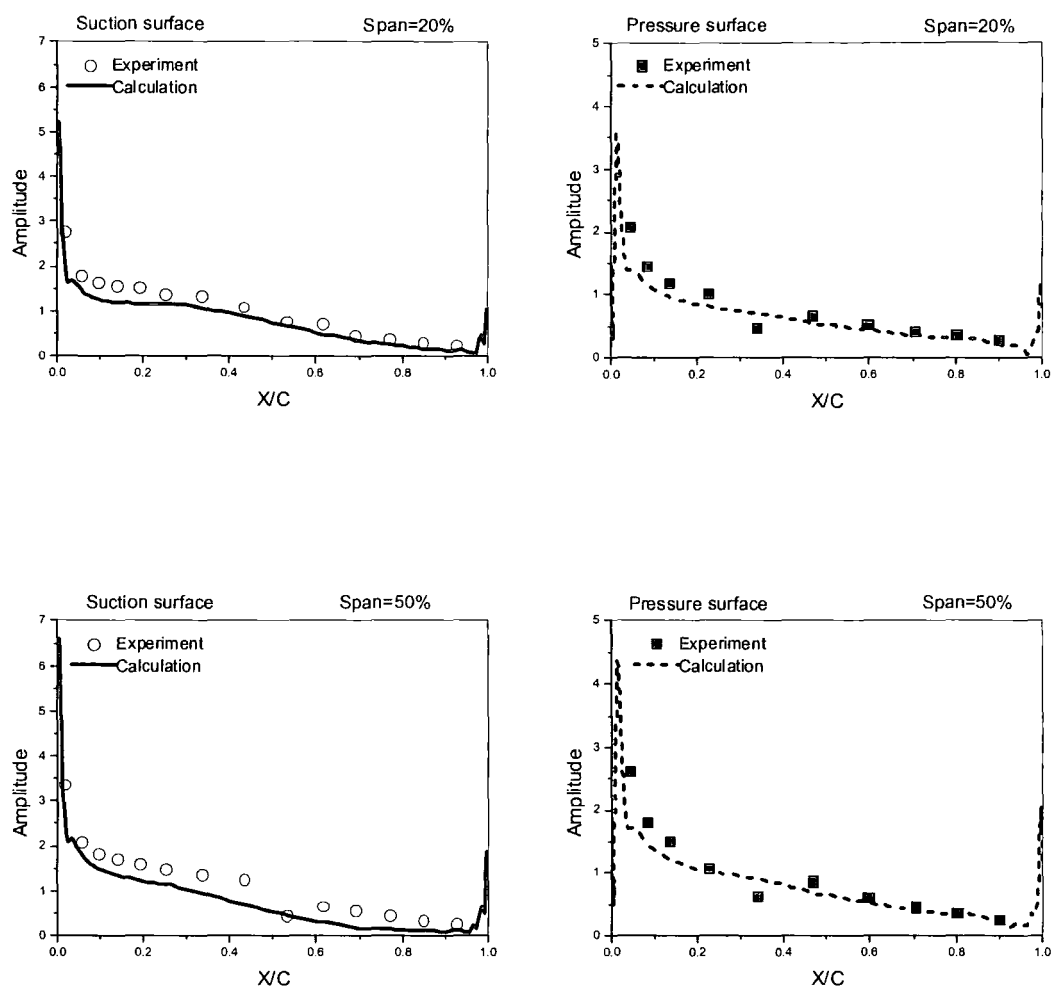 Suction surface Span=20%
7
Experiment
6
Calculation
5
4
3
2
1
0
Amplitude
0.0 0.2 0.4 0.6 0.8 1.0
X/C
Pressure surface Span=20%
5
Experiment
Calculation
4
3
2
1
0
Amplitude
0.0 0.2 0.4 0.6 0.8 1.0
X/C
Suction surface Span=50%
7
Experiment
6
Calculation
5
4
3
2
1
0
Amplitude
0.0 0.2 0.4 0.6 0.8 1.0
X/C
Pressure surface Span=50%
5
Experiment
Calculation
4
3
2
1
0
Amplitude
0.0 0.2 0.4 0.6 0.8 1.0
X/C